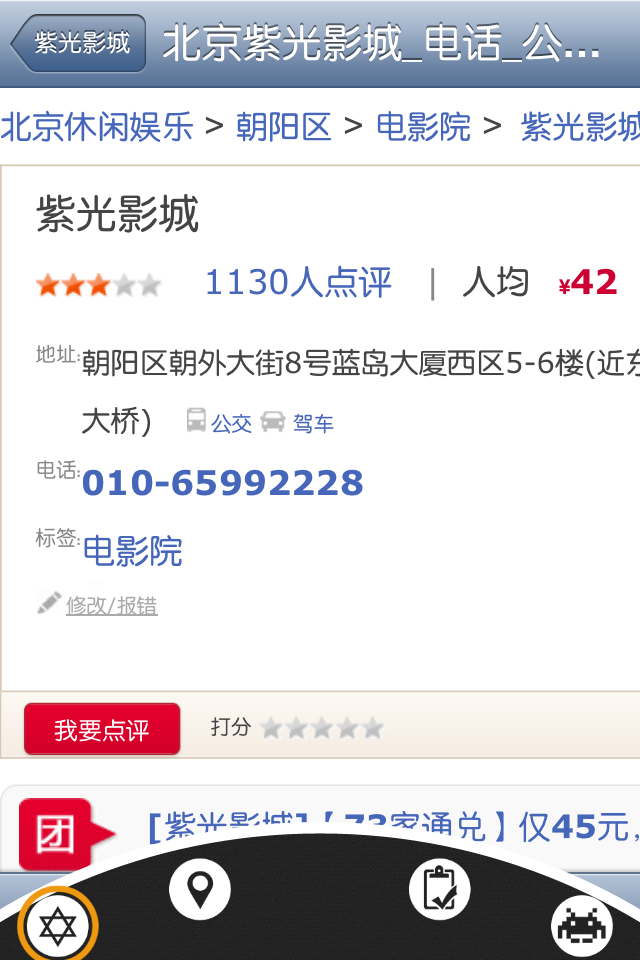 紫光影城 北京紫光影城_电话_公...
北京休闲娱乐 > 朝阳区 > 电影院 > 紫光影城
紫光影城
1130人点评 | 人均 ¥42
地址: 朝阳区朝外大街8号蓝岛大厦西区5-6楼(近东
大桥) 公交 驾车
电话: 010-65992228
标签: 电影院
修改/报错
我要点评 打分
团 [紫光影城]【73家通兑】仅45元,